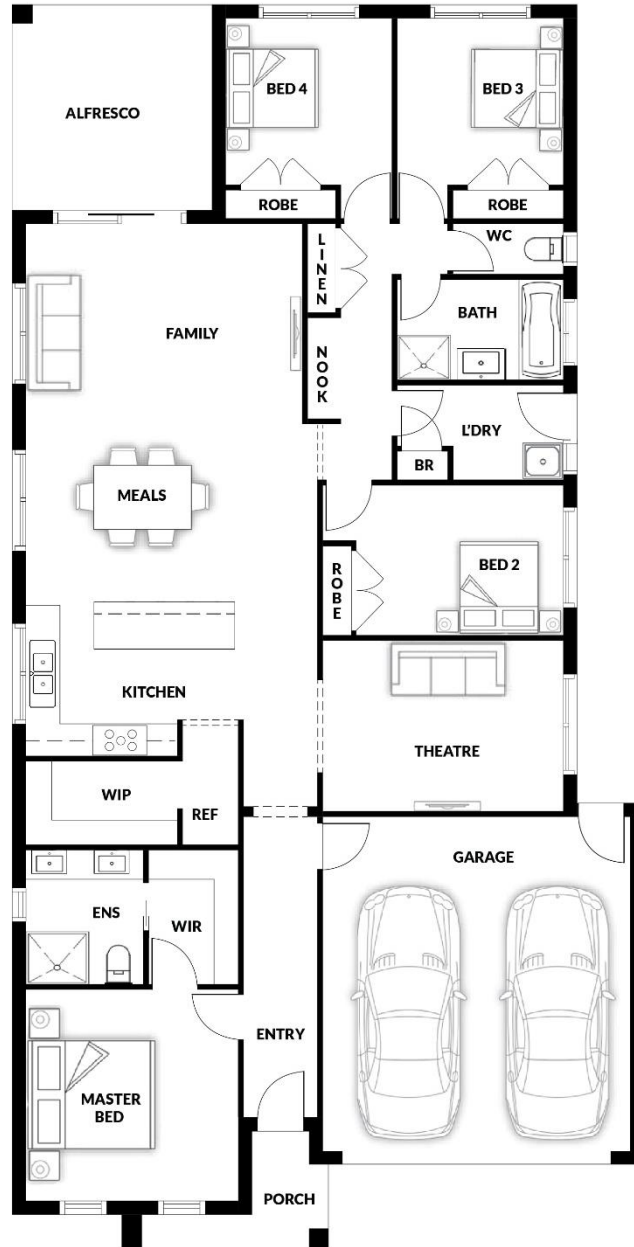 BED 4
BED 3
ALFRESCO
ROBE
ROBE
WC
LINEN
BATH
FAMILY
NOOK
L'DRY
BR
MEALS
BED 2
ROBE
KITCHEN
THEATRE
WIP
REF
GARAGE
ENS
WIR
ENTRY
MASTER
BED
PORCH